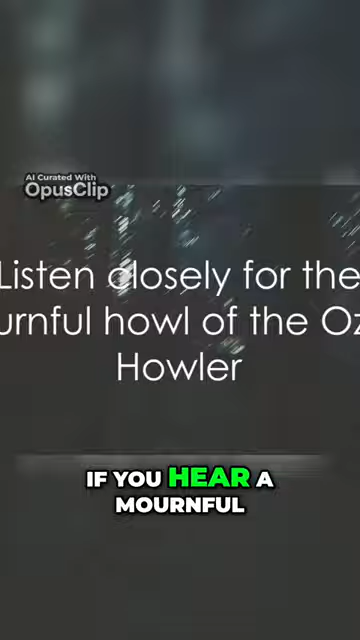 AI Curated With
OpusClip
Listen closely for the
urnful howl of the Oz
Howler
IF YOU HEAR A
MOURNFUL